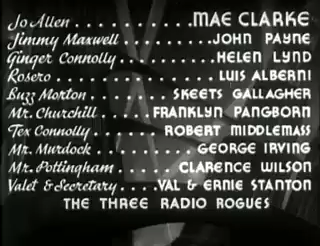 Jo Allen . . . . . . . . . . . MAE CLARKE
Jimmy Maxwell . . . . . . . . . JOHN PAYNE
Ginger Connolly . . . . . . . . HELEN LYND
Rosero . . . . . . . . . . . . . LUIS ALBERNI
Buzz Morton . . . . . . . SKEETS GALLAGHER
Mr. Churchill . . . . . FRANKLYN PANGBORN
Tex Connolly . . . . . . ROBERT MIDDLEMASS
Mr. Murdock . . . . . . . . GEORGE IRVING
Mr. Pottingham . . . . . CLARENCE WILSON
Valet & Secretary . . . . VAL & ERNIE STANTON
THE THREE RADIO ROGUES